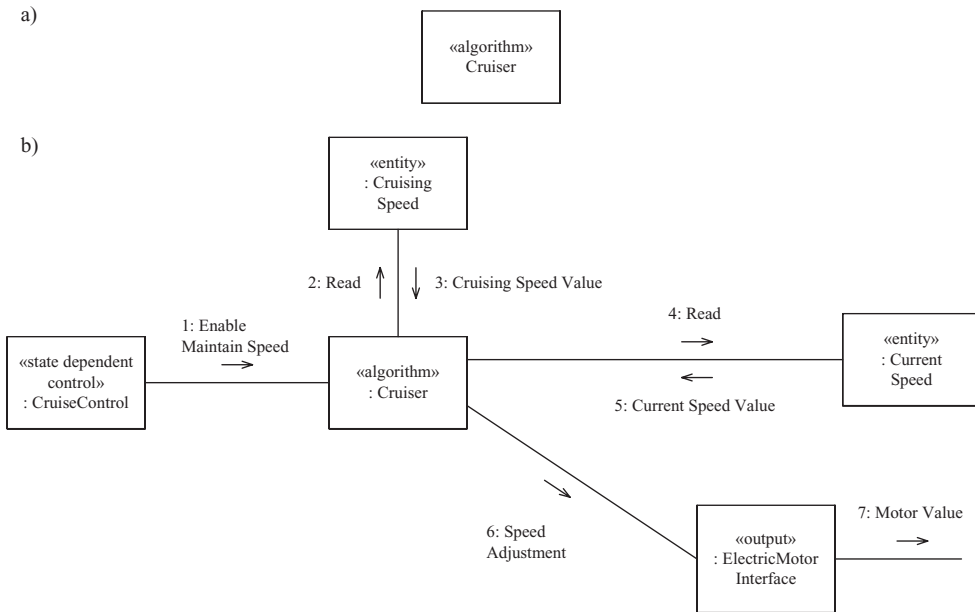 a)
«algorithm»
Cruiser
b)
«entity»
: Cruising
Speed
2: Read
3: Cruising Speed Value
1: Enable
Maintain Speed
4: Read
«state dependent
control»
: CruiseControl
«algorithm»
: Cruiser
«entity»
: Current
Speed
5: Current Speed Value
6: Speed
Adjustment
7: Motor Value
«output»
: ElectricMotor
Interface